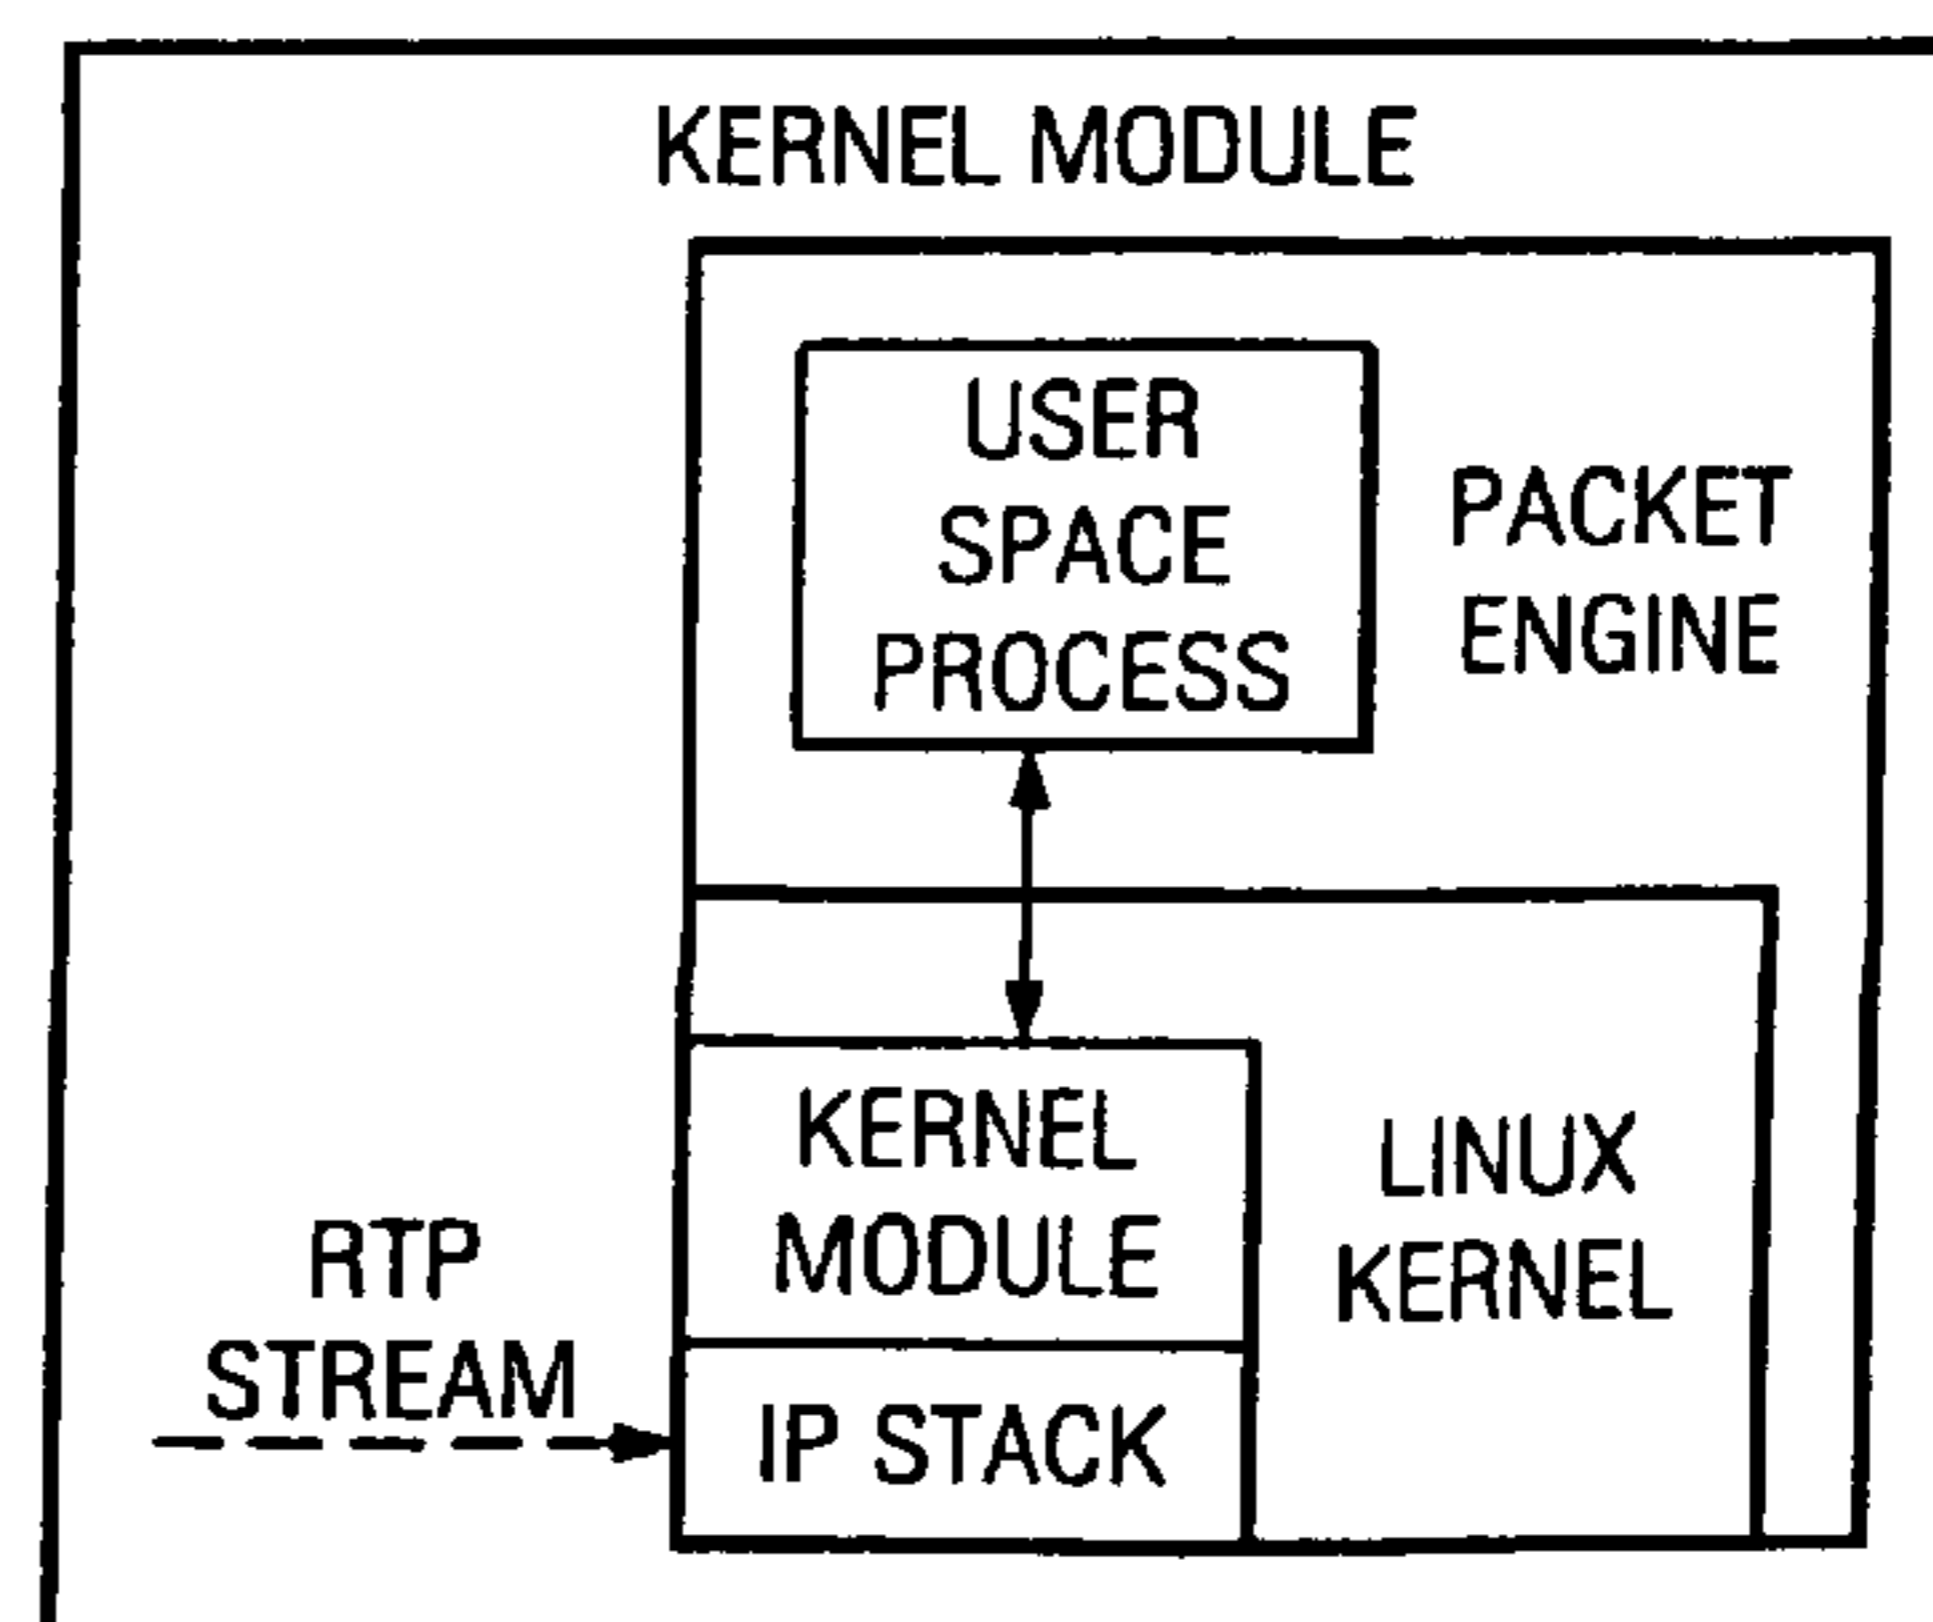 KERNEL MODULE
USER
SPACE
PROCESS
PACKET
ENGINE
KERNEL
MODULE
LINUX
KERNEL
RTP
STREAM
IP STACK